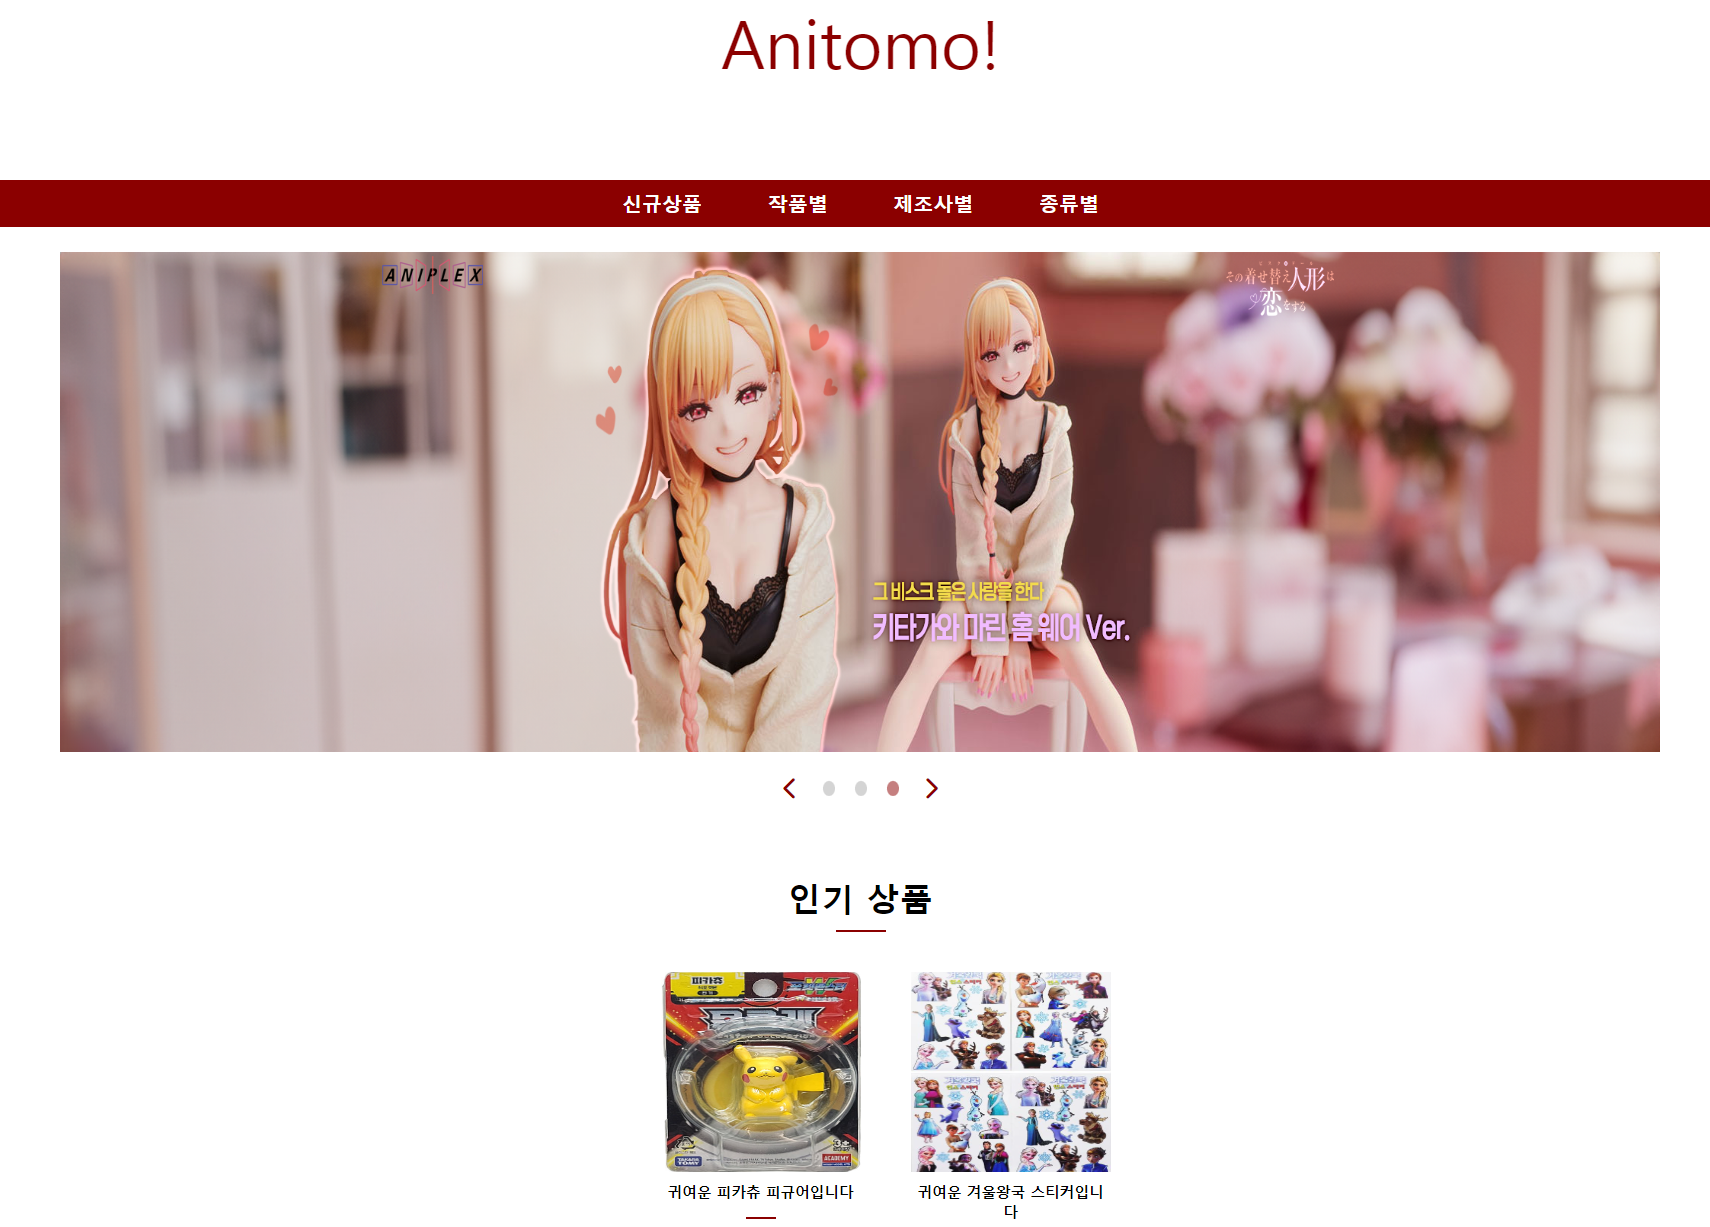 Anitomo!
신규상품 작품별 제조사별 종류별
ANIPLEX
その着せ替え人形は
恋をする
그 비스크 돌은 사랑을 한다
키타가와 마린 홈 웨어 Ver.
인기 상품
피카츄
TAKARA TOMY
ACADEMY
귀여운 피카츄 피규어입니다
귀여운 겨울왕국 스티커입니
다